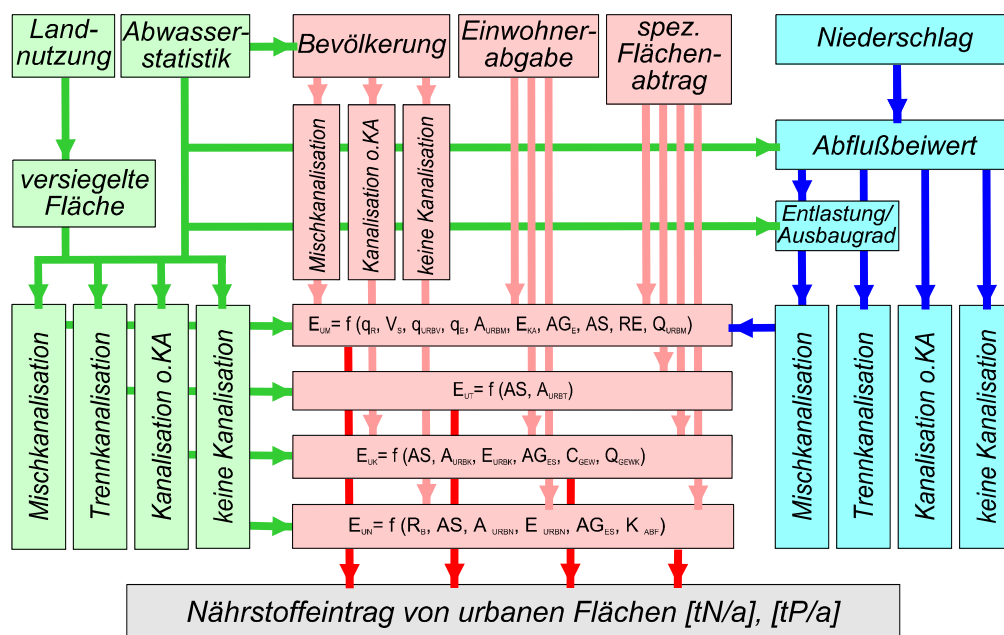 Land-
nutzung
Abwasser-
statistik
Bevölkerung
Einwohner-
abgabe
spez.
Flächen-
abtrag
Niederschlag
versiegelte
Fläche
Mischkanalisation
Kanalisation o.KA
keine Kanalisation
Abflußbeiwert
Entlastung/
Ausbaugrad
Mischkanalisation
Trennkanalisation
Kanalisation o.KA
keine Kanalisation
E_UM= f (q_R, V_S, q_URBV, q_E, A_URBM, E_KA, AG_E, AS, RE, Q_URBM)
E_UT= f (AS, A_URBT)
E_UK= f (AS, A_URBK, E_URBK, AG_ES, C_GEW, Q_GEWK)
E_UN= f (R_B, AS, A_URBN, E_URBN, AG_ES, K_ABF)
Mischkanalisation
Trennkanalisation
Kanalisation o.KA
keine Kanalisation
Nährstoffeintrag von urbanen Flächen [tN/a], [tP/a]